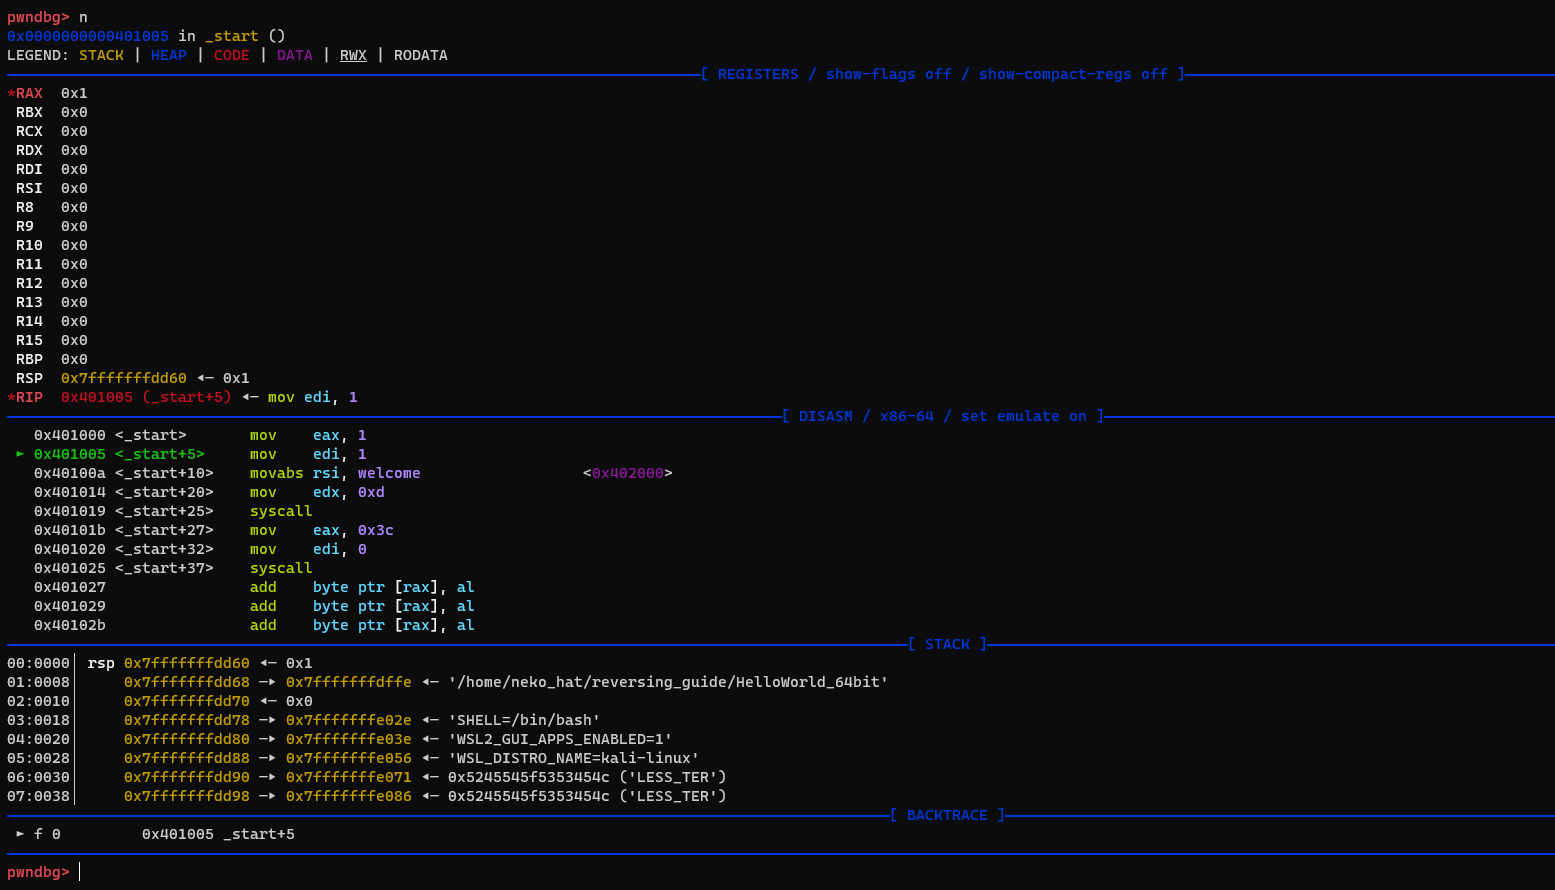 pwndbg> n
0x0000000000401005 in _start ()
LEGEND: STACK | HEAP | CODE | DATA | RWX | RODATA
[ REGISTERS / show-flags off / show-compact-regs off ]
*RAX  0x1
 RBX  0x0
 RCX  0x0
 RDX  0x0
 RDI  0x0
 RSI  0x0
 R8   0x0
 R9   0x0
 R10  0x0
 R11  0x0
 R12  0x0
 R13  0x0
 R14  0x0
 R15  0x0
 RBP  0x0
 RSP  0x7fffffffdd60 ◂— 0x1
*RIP  0x401005 (_start+5) ◂— mov edi, 1
[ DISASM / x86-64 / set emulate on ]
   0x401000 <_start>       mov    eax, 1
 ► 0x401005 <_start+5>     mov    edi, 1
   0x40100a <_start+10>    movabs rsi, welcome                  <0x402000>
   0x401014 <_start+20>    mov    edx, 0xd
   0x401019 <_start+25>    syscall
   0x40101b <_start+27>    mov    eax, 0x3c
   0x401020 <_start+32>    mov    edi, 0
   0x401025 <_start+37>    syscall
   0x401027                add    byte ptr [rax], al
   0x401029                add    byte ptr [rax], al
   0x40102b                add    byte ptr [rax], al
[ STACK ]
00:0000│ rsp 0x7fffffffdd60 ◂— 0x1
01:0008│     0x7fffffffdd68 —▸ 0x7fffffffdffe ◂— '/home/neko_hat/reversing_guide/HelloWorld_64bit'
02:0010│     0x7fffffffdd70 ◂— 0x0
03:0018│     0x7fffffffdd78 —▸ 0x7fffffffe02e ◂— 'SHELL=/bin/bash'
04:0020│     0x7fffffffdd80 —▸ 0x7fffffffe03e ◂— 'WSL2_GUI_APPS_ENABLED=1'
05:0028│     0x7fffffffdd88 —▸ 0x7fffffffe056 ◂— 'WSL_DISTRO_NAME=kali-linux'
06:0030│     0x7fffffffdd90 —▸ 0x7fffffffe071 ◂— 0x5245545f5353454c ('LESS_TER')
07:0038│     0x7fffffffdd98 —▸ 0x7fffffffe086 ◂— 0x5245545f5353454c ('LESS_TER')
[ BACKTRACE ]
 ► f 0         0x401005 _start+5
pwndbg>